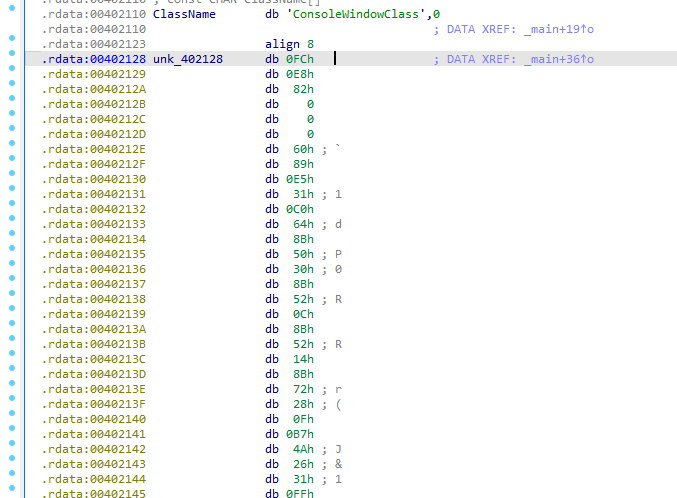 .rdata:00402110 ClassName db 'ConsoleWindowClass',0
.rdata:00402110 ; DATA XREF: _main+19↑o
.rdata:00402123 align 8
.rdata:00402128 unk_402128 db 0FCh ; DATA XREF: _main+36↑o
.rdata:00402129 db 0E8h
.rdata:0040212A db 82h
.rdata:0040212B db 0
.rdata:0040212C db 0
.rdata:0040212D db 0
.rdata:0040212E db 60h ; `
.rdata:0040212F db 89h
.rdata:00402130 db 0E5h
.rdata:00402131 db 31h ; 1
.rdata:00402132 db 0C0h
.rdata:00402133 db 64h ; d
.rdata:00402134 db 8Bh
.rdata:00402135 db 50h ; P
.rdata:00402136 db 30h ; 0
.rdata:00402137 db 8Bh
.rdata:00402138 db 52h ; R
.rdata:00402139 db 0Ch
.rdata:0040213A db 8Bh
.rdata:0040213B db 52h ; R
.rdata:0040213C db 14h
.rdata:0040213D db 8Bh
.rdata:0040213E db 72h ; r
.rdata:0040213F db 28h ; (
.rdata:00402140 db 0Fh
.rdata:00402141 db 0B7h
.rdata:00402142 db 4Ah ; J
.rdata:00402143 db 26h ; &
.rdata:00402144 db 31h ; 1
.rdata:00402145 db 0FFh